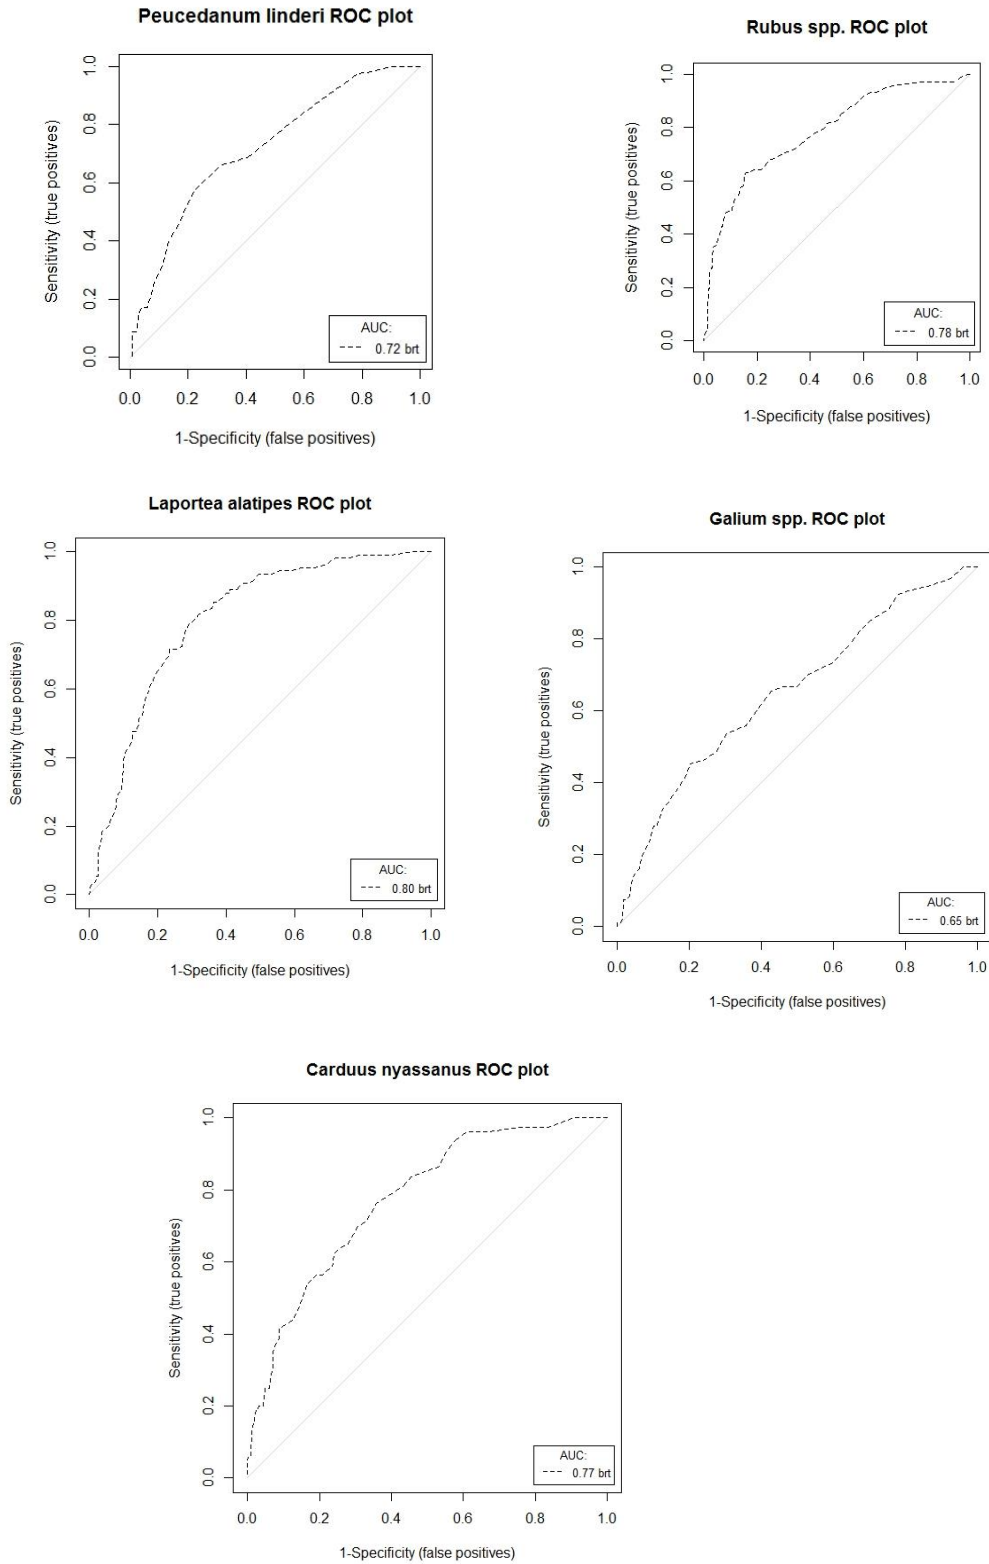 Peucedanum linderi ROC plot
Sensitivity (true positives)
0.0 0.2 0.4 0.6 0.8 1.0
AUC:
0.72 brt
0.0 0.2 0.4 0.6 0.8 1.0
1-Specificity (false positives)
Rubus spp. ROC plot
Sensitivity (true positives)
0.0 0.2 0.4 0.6 0.8 1.0
AUC:
0.78 brt
0.0 0.2 0.4 0.6 0.8 1.0
1-Specificity (false positives)
Laportea alatipes ROC plot
Sensitivity (true positives)
0.0 0.2 0.4 0.6 0.8 1.0
AUC:
0.80 brt
0.0 0.2 0.4 0.6 0.8 1.0
1-Specificity (false positives)
Galium spp. ROC plot
Sensitivity (true positives)
0.0 0.2 0.4 0.6 0.8 1.0
AUC:
0.65 brt
0.0 0.2 0.4 0.6 0.8 1.0
1-Specificity (false positives)
Carduus nyassanus ROC plot
Sensitivity (true positives)
0.0 0.2 0.4 0.6 0.8 1.0
AUC:
0.77 brt
0.0 0.2 0.4 0.6 0.8 1.0
1-Specificity (false positives)